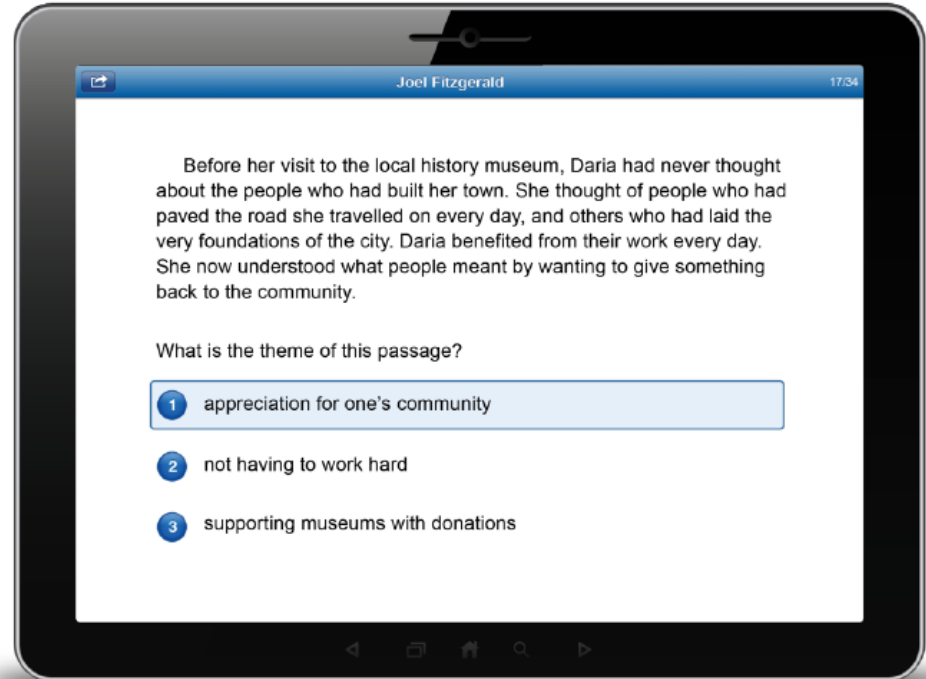 Joel Fitzgerald 17/34
Before her visit to the local history museum, Daria had never thought
about the people who had built her town. She thought of people who had
paved the road she travelled on every day, and others who had laid the
very foundations of the city. Daria benefited from their work every day.
She now understood what people meant by wanting to give something
back to the community.
What is the theme of this passage?
1 appreciation for one's community
2 not having to work hard
3 supporting museums with donations